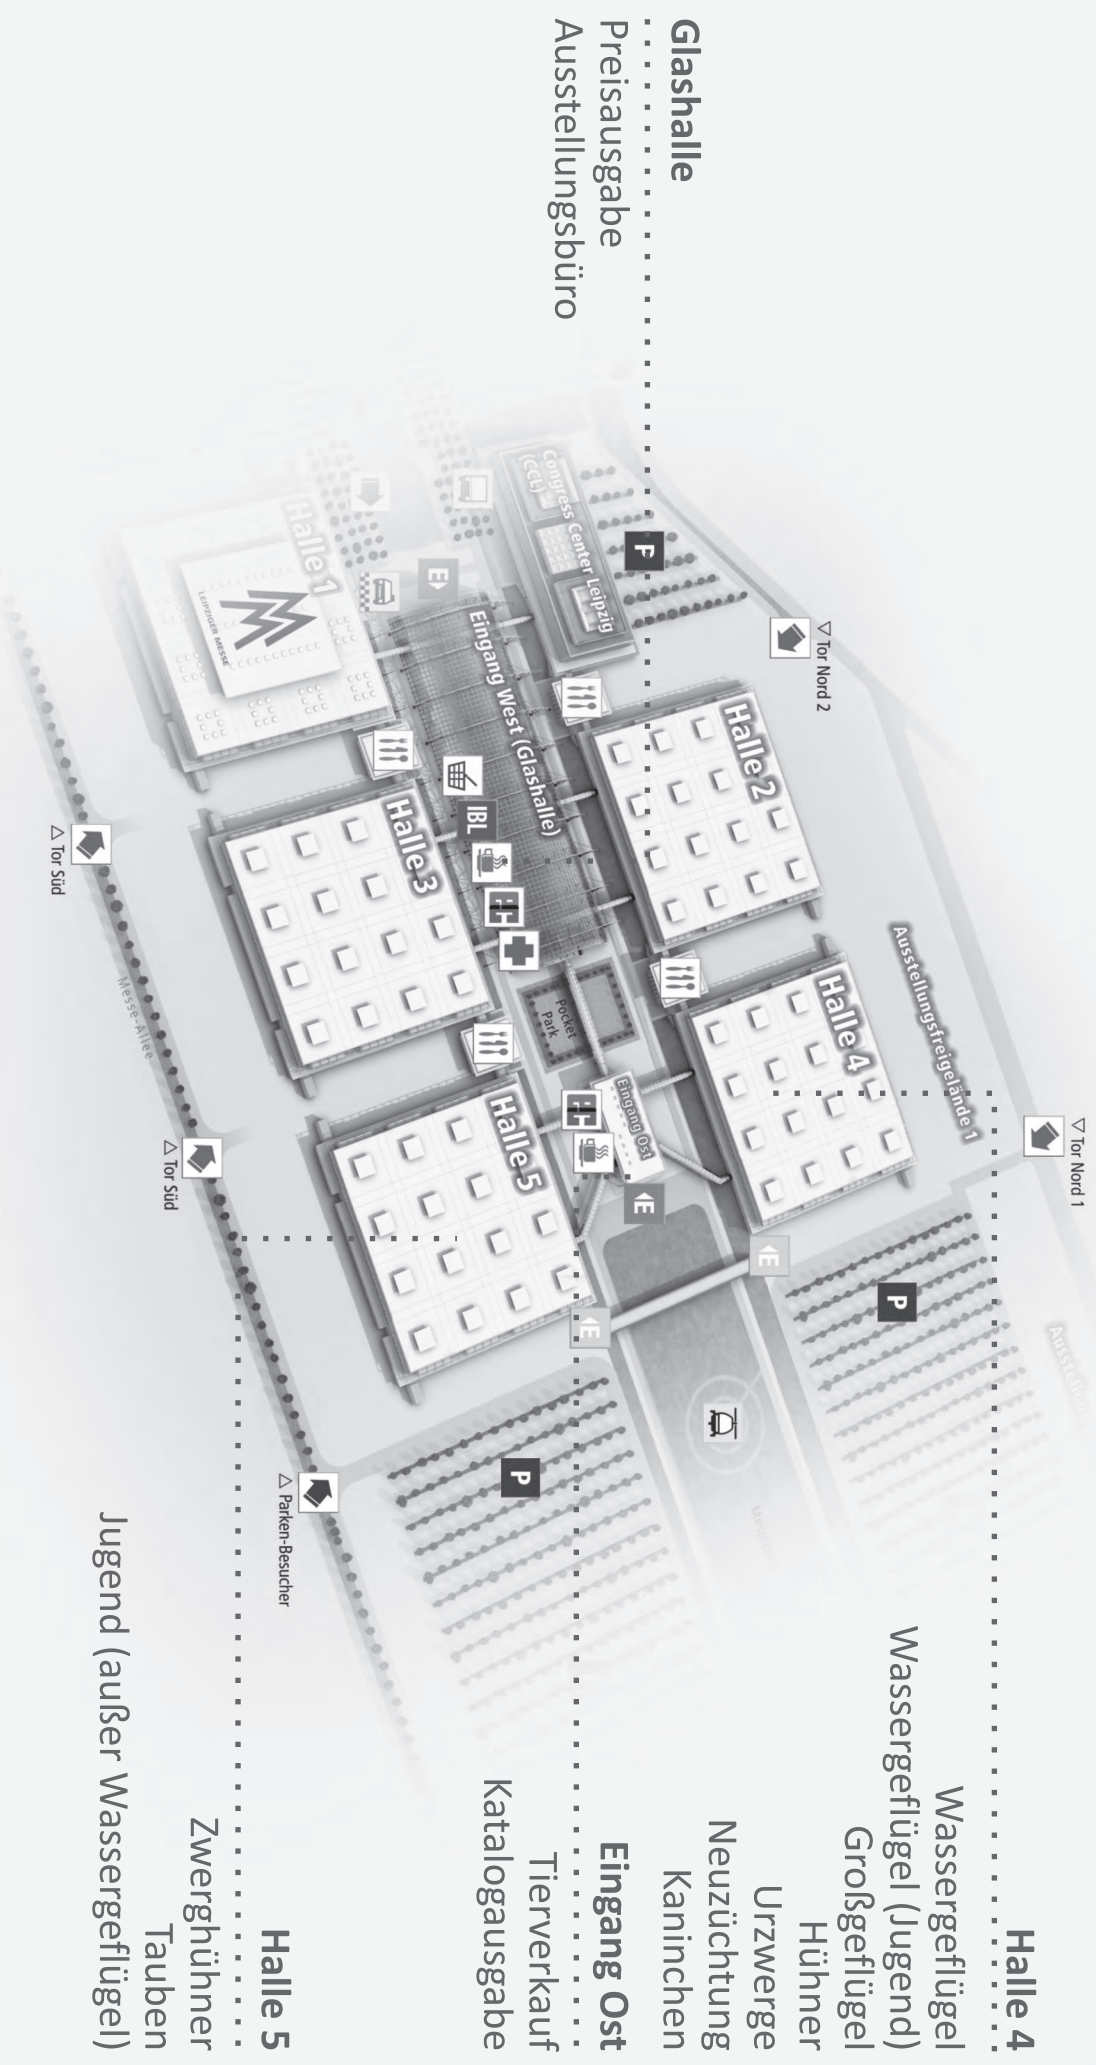 Halle 4
Wassergeflügel
Wassergeflügel (Jugend)
Großgeflügel
Hühner
Urzwerge
Neuzüchtung
Kaninchen
Eingang Ost
Tierverkauf
Katalogausgabe
Halle 5
Zwerghühner
Tauben
Jugend (außer Wassergeflügel)
Glashalle
Preisausgabe
Ausstellungsbüro
▽ Tor Nord 1
▽ Tor Nord 2
Ausstellungsfreigelände 1
P
P
P
Congress Center Leipzig
(CCL)
Halle 2
Halle 4
Eingang West (Glashalle)
E
IBL
EH
Pocket
Park
Eingang Ost
EH
E
E
E
Halle 1
LEIPZIGER MESSE
Halle 3
Halle 5
Messe-Allee
△ Tor Süd
△ Tor Süd
△ Parken-Besucher